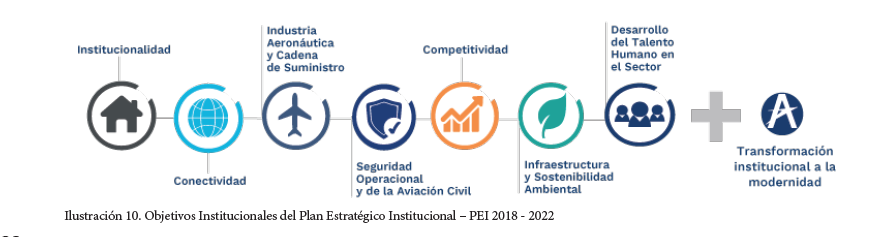 Institucionalidad
Conectividad
Industria
Aeronáutica
y Cadena
de Suministro
Seguridad
Operacional
y de la Aviación Civil
Competitividad
Infraestructura
y Sostenibilidad
Ambiental
Desarrollo
del Talento
Humano en
el Sector
Transformación
institucional a la
modernidad
Ilustración 10. Objetivos Institucionales del Plan Estratégico Institucional – PEI 2018 - 2022